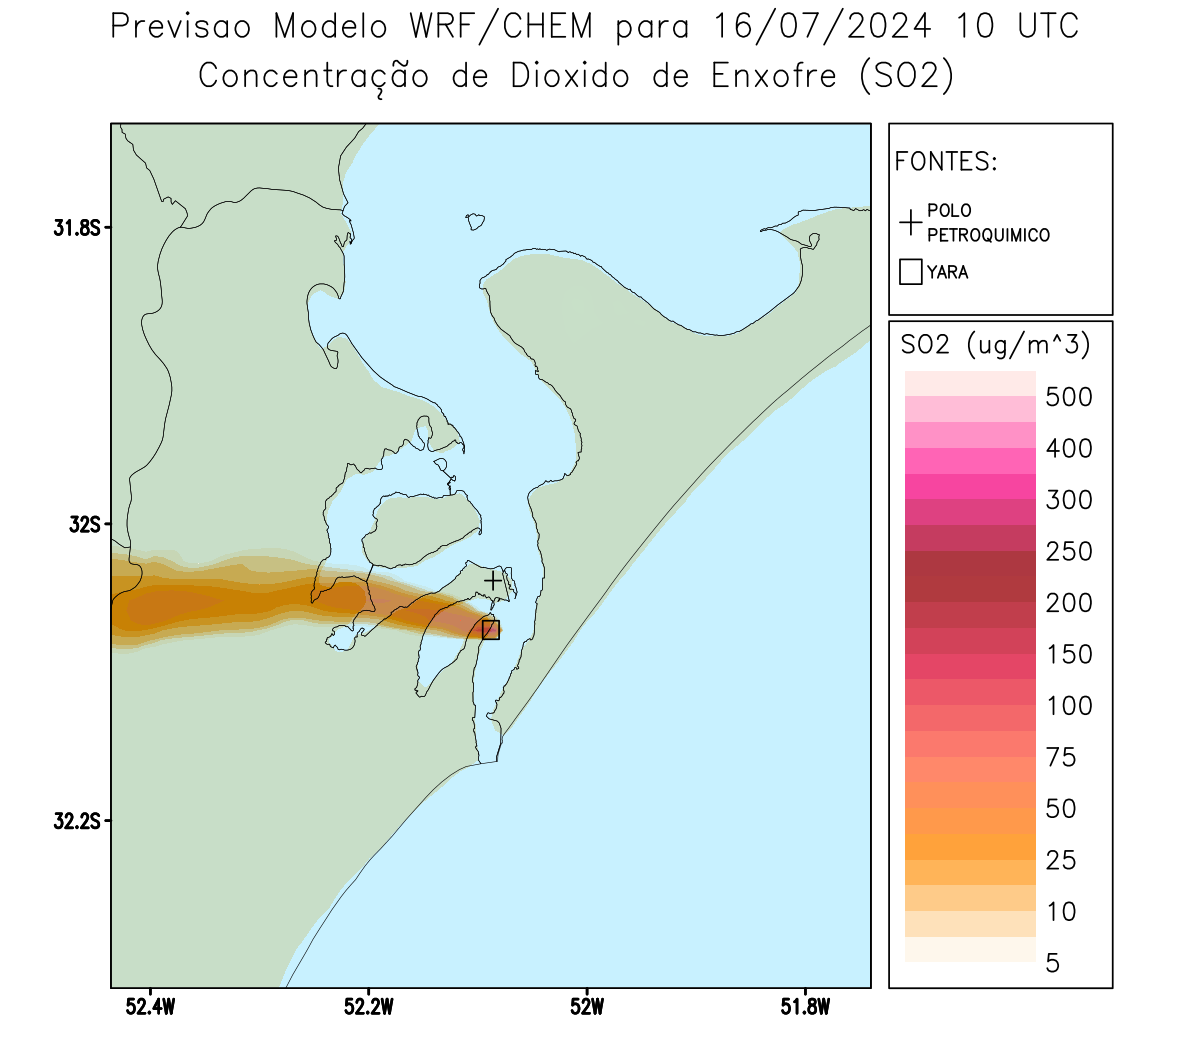 Previsao Modelo WRF/CHEM para 16/07/2024 10 UTC
Concentração de Dioxido de Enxofre (SO2)
FONTES:
POLO
PETROQUIMICO
YARA
SO2 (ug/m^3)
500
400
300
250
200
150
100
75
50
25
10
5
31.8S
32S
32.2S
52.4W
52.2W
52W
51.8W